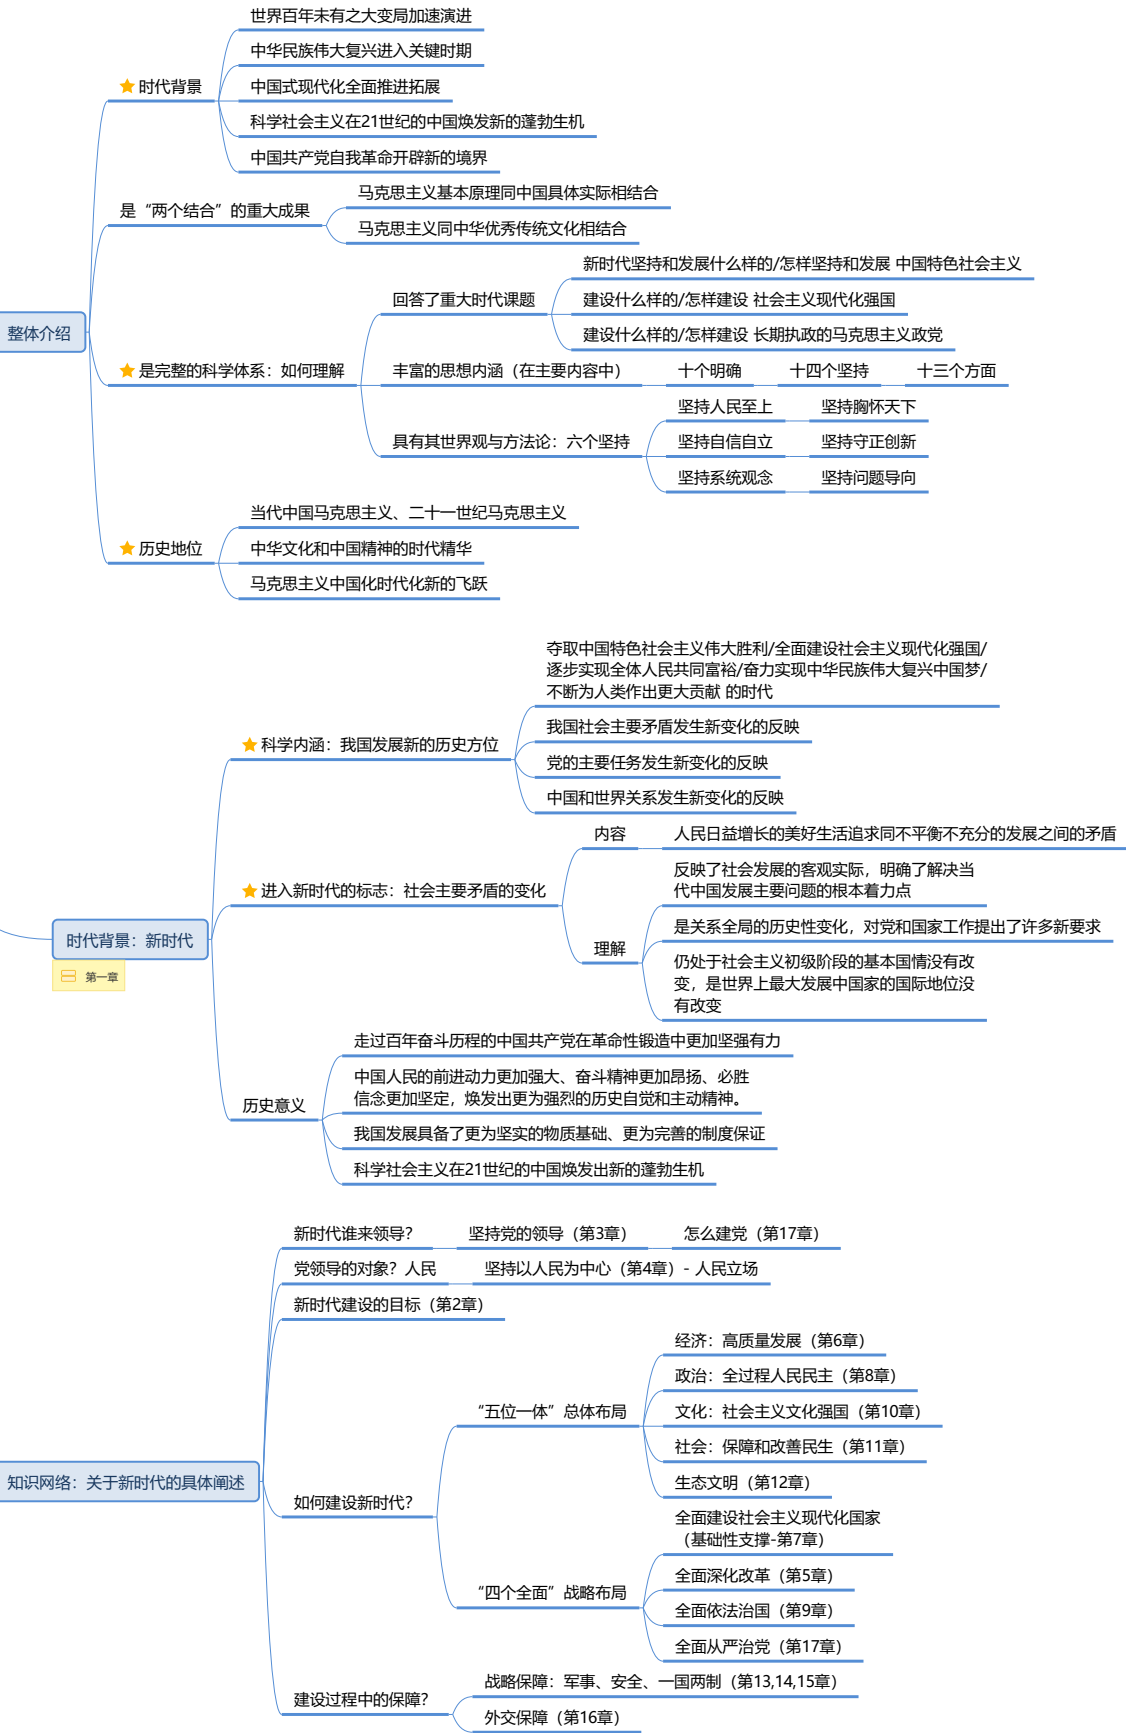 世界百年未有之大变局加速演进
中华民族伟大复兴进入关键时期
时代背景
中国式现代化全面推进拓展
科学社会主义在21世纪的中国焕发新的蓬勃生机
中国共产党自我革命开辟新的境界
马克思主义基本原理同中国具体实际相结合
是“两个结合”的重大成果
马克思主义同中华优秀传统文化相结合
新时代坚持和发展什么样的/怎样坚持和发展 中国特色社会主义
回答了重大时代课题
建设什么样的/怎样建设 社会主义现代化强国
建设什么样的/怎样建设 长期执政的马克思主义政党
整体介绍
是完整的科学体系：如何理解
丰富的思想内涵（在主要内容中）
十个明确
十四个坚持
十三个方面
坚持人民至上
坚持胸怀天下
具有其世界观与方法论：六个坚持
坚持自信自立
坚持守正创新
坚持系统观念
坚持问题导向
当代中国马克思主义、二十一世纪马克思主义
历史地位
中华文化和中国精神的时代精华
马克思主义中国化时代化新的飞跃
夺取中国特色社会主义伟大胜利/全面建设社会主义现代化强国/
逐步实现全体人民共同富裕/奋力实现中华民族伟大复兴中国梦/
不断为人类作出更大贡献 的时代
科学内涵：我国发展新的历史方位
我国社会主要矛盾发生新变化的反映
党的主要任务发生新变化的反映
中国和世界关系发生新变化的反映
内容
人民日益增长的美好生活追求同不平衡不充分的发展之间的矛盾
进入新时代的标志：社会主要矛盾的变化
反映了社会发展的客观实际，明确了解决当
代中国发展主要问题的根本着力点
理解
是关系全局的历史性变化，对党和国家工作提出了许多新要求
仍处于社会主义初级阶段的基本国情没有改
变，是世界上最大发展中国家的国际地位没
有改变
时代背景：新时代
第一章
走过百年奋斗历程的中国共产党在革命性锻造中更加坚强有力
中国人民的前进动力更加强大、奋斗精神更加昂扬、必胜
信念更加坚定，焕发出更为强烈的历史自觉和主动精神。
历史意义
我国发展具备了更为坚实的物质基础、更为完善的制度保证
科学社会主义在21世纪的中国焕发出新的蓬勃生机
新时代谁来领导？
坚持党的领导（第3章）
怎么建党（第17章）
党领导的对象？人民
坚持以人民为中心（第4章）- 人民立场
新时代建设的目标（第2章）
经济：高质量发展（第6章）
政治：全过程人民民主（第8章）
“五位一体”总体布局
文化：社会主义文化强国（第10章）
社会：保障和改善民生（第11章）
生态文明（第12章）
知识网络：关于新时代的具体阐述
如何建设新时代？
全面建设社会主义现代化国家
（基础性支撑-第7章）
“四个全面”战略布局
全面深化改革（第5章）
全面依法治国（第9章）
全面从严治党（第17章）
战略保障：军事、安全、一国两制（第13,14,15章）
建设过程中的保障？
外交保障（第16章）